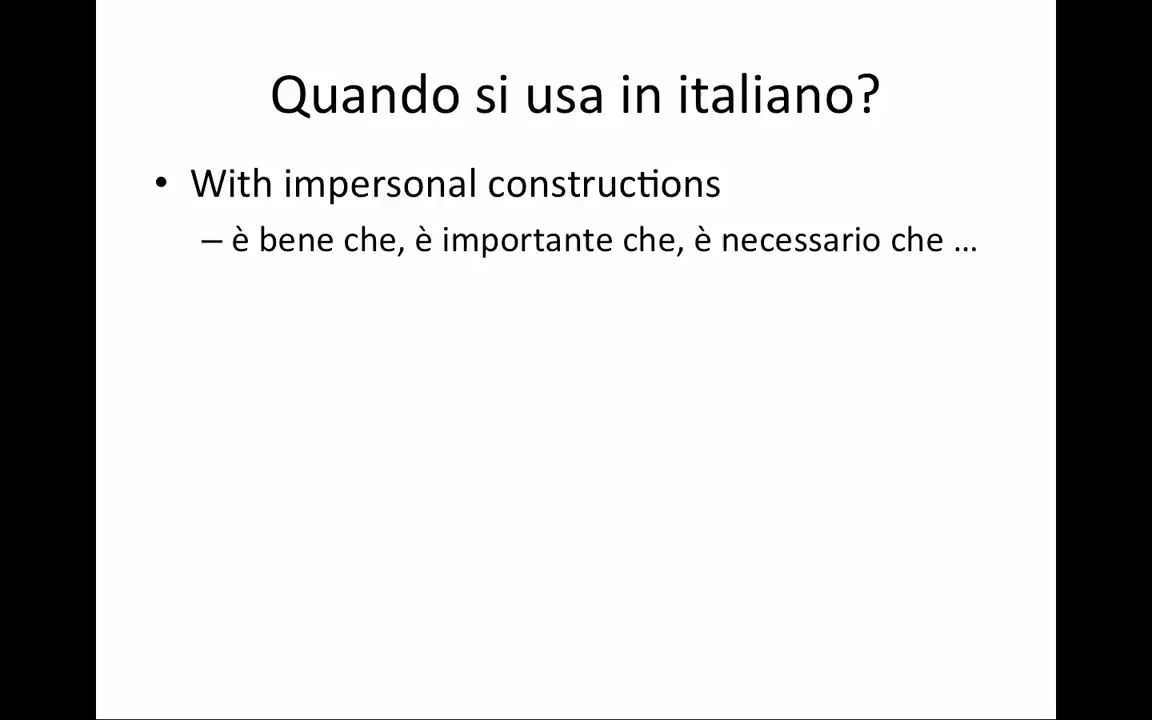 Quando si usa in italiano?
• With impersonal constructions
– è bene che, è importante che, è necessario che …